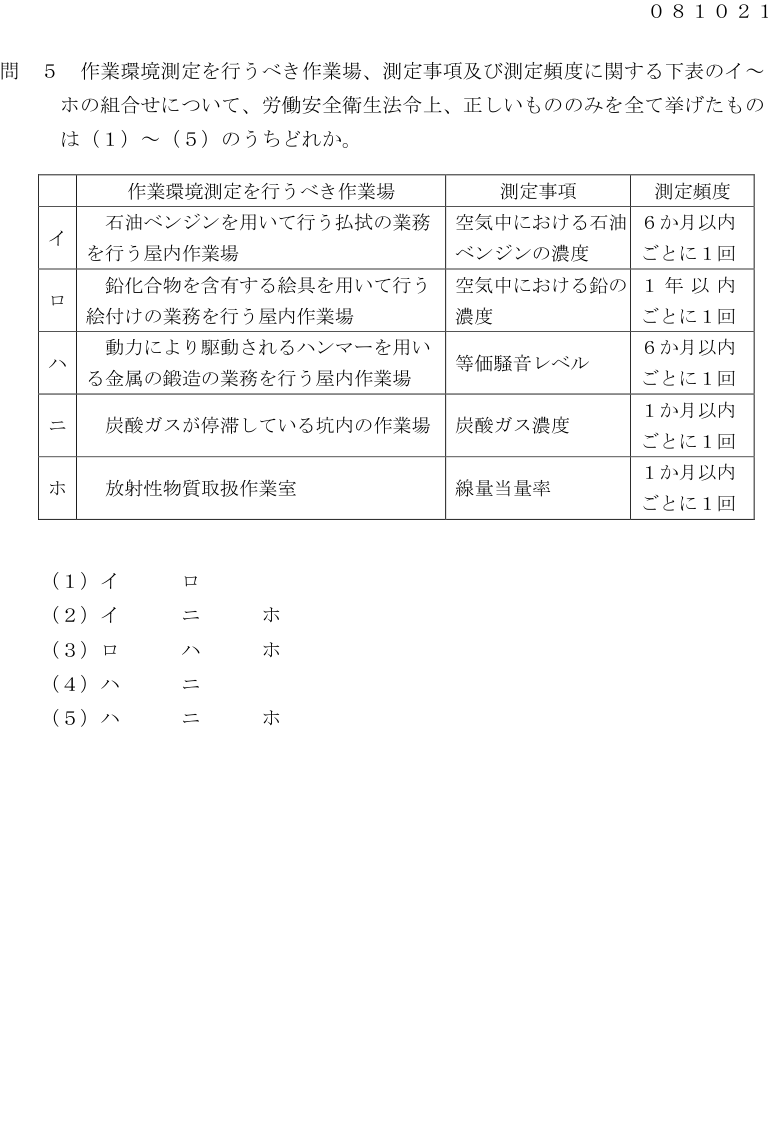 ０８１０２１
問　５　作業環境測定を行うべき作業場、測定事項及び測定頻度に関する下表のイ～
ホの組合せについて、労働安全衛生法令上、正しいもののみを全て挙げたもの
は（１）～（５）のうちどれか。
作業環境測定を行うべき作業場　測定事項　測定頻度
石油ベンジンを用いて行う払拭の業務　空気中における石油　６か月以内
イ
を行う屋内作業場　ベンジンの濃度　ごとに１回
鉛化合物を含有する絵具を用いて行う　空気中における鉛の　１年以内
ロ
絵付けの業務を行う屋内作業場　濃度　ごとに１回
動力により駆動されるハンマーを用い　６か月以内
ハ　等価騒音レベル
る金属の鍛造の業務を行う屋内作業場　ごとに１回
１か月以内
ニ　炭酸ガスが停滞している坑内の作業場　炭酸ガス濃度
ごとに１回
１か月以内
ホ　放射性物質取扱作業室　線量当量率
ごとに１回
（１）イ　ロ
（２）イ　ニ　ホ
（３）ロ　ハ　ホ
（４）ハ　ニ
（５）ハ　ニ　ホ